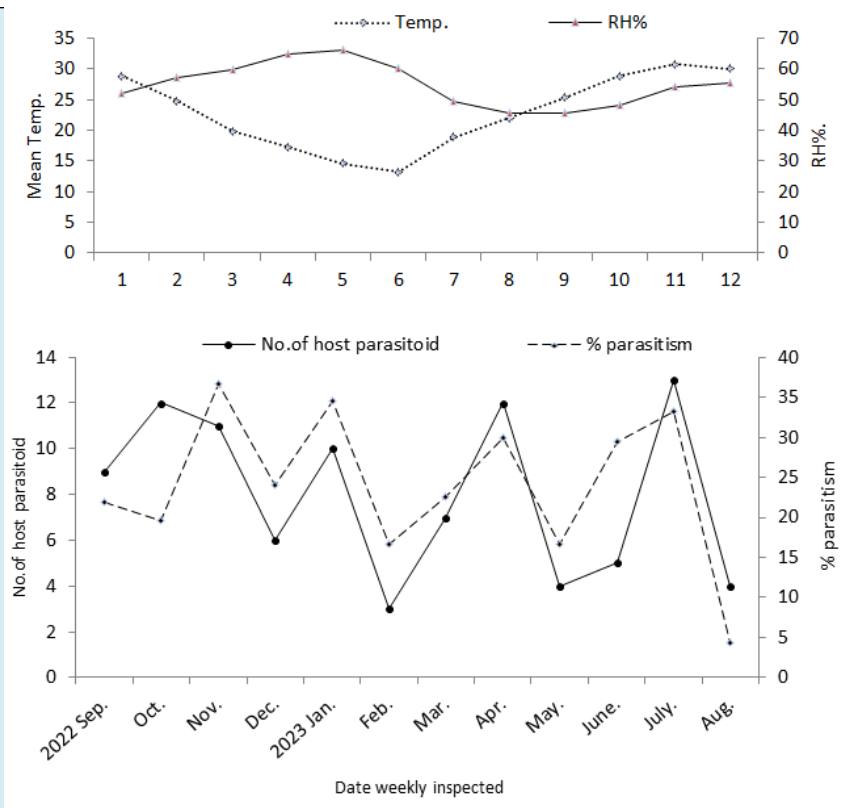 Temp. RH%
35 70
30 60
25 50
20 40
15 30
10 20
5 10
0 0
Mean Temp.
RH%.
1 2 3 4 5 6 7 8 9 10 11 12
No.of host parasitoid % parasitism
14 40
12 35
10 30
8 25
6 20
4 15
2 10
0 5
0
No.of host parasitoid
% parasitism
2022 Sep. Oct. Nov. Dec. 2023 Jan. Feb. Mar. Apr. May. June. July. Aug.
Date weekly inspected